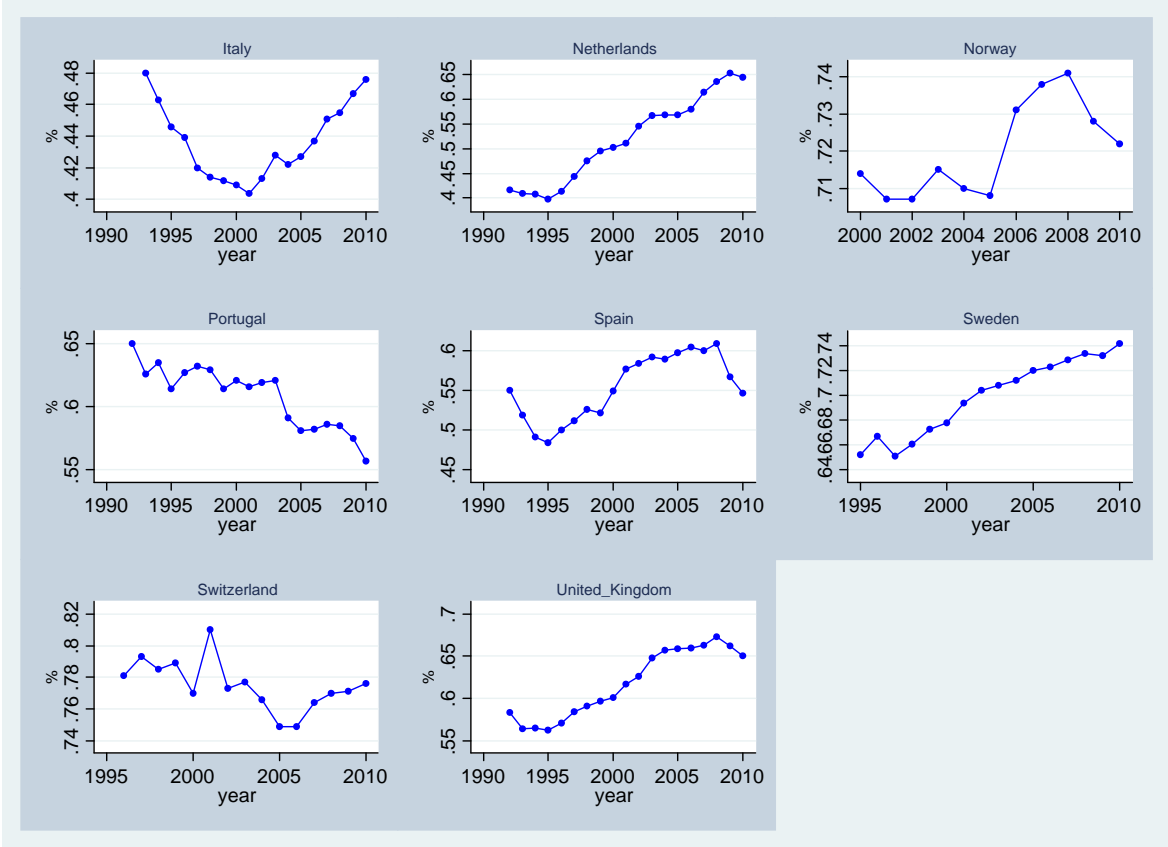 Italy
%
.4 .42 .44 .46 .48
1990 1995 2000 2005 2010
year
Netherlands
%
.4 .45 .5 .55 .6 .65
1990 1995 2000 2005 2010
year
Norway
%
.71 .72 .73 .74
2000 2002 2004 2006 2008 2010
year
Portugal
%
.55 .6 .65
1990 1995 2000 2005 2010
year
Spain
%
.45 .5 .55 .6
1990 1995 2000 2005 2010
year
Sweden
%
.64 .66 .68 .7 .72 .74
1995 2000 2005 2010
year
Switzerland
%
.74 .76 .78 .8 .82
1995 2000 2005 2010
year
United_Kingdom
%
.55 .6 .65 .7
1990 1995 2000 2005 2010
year